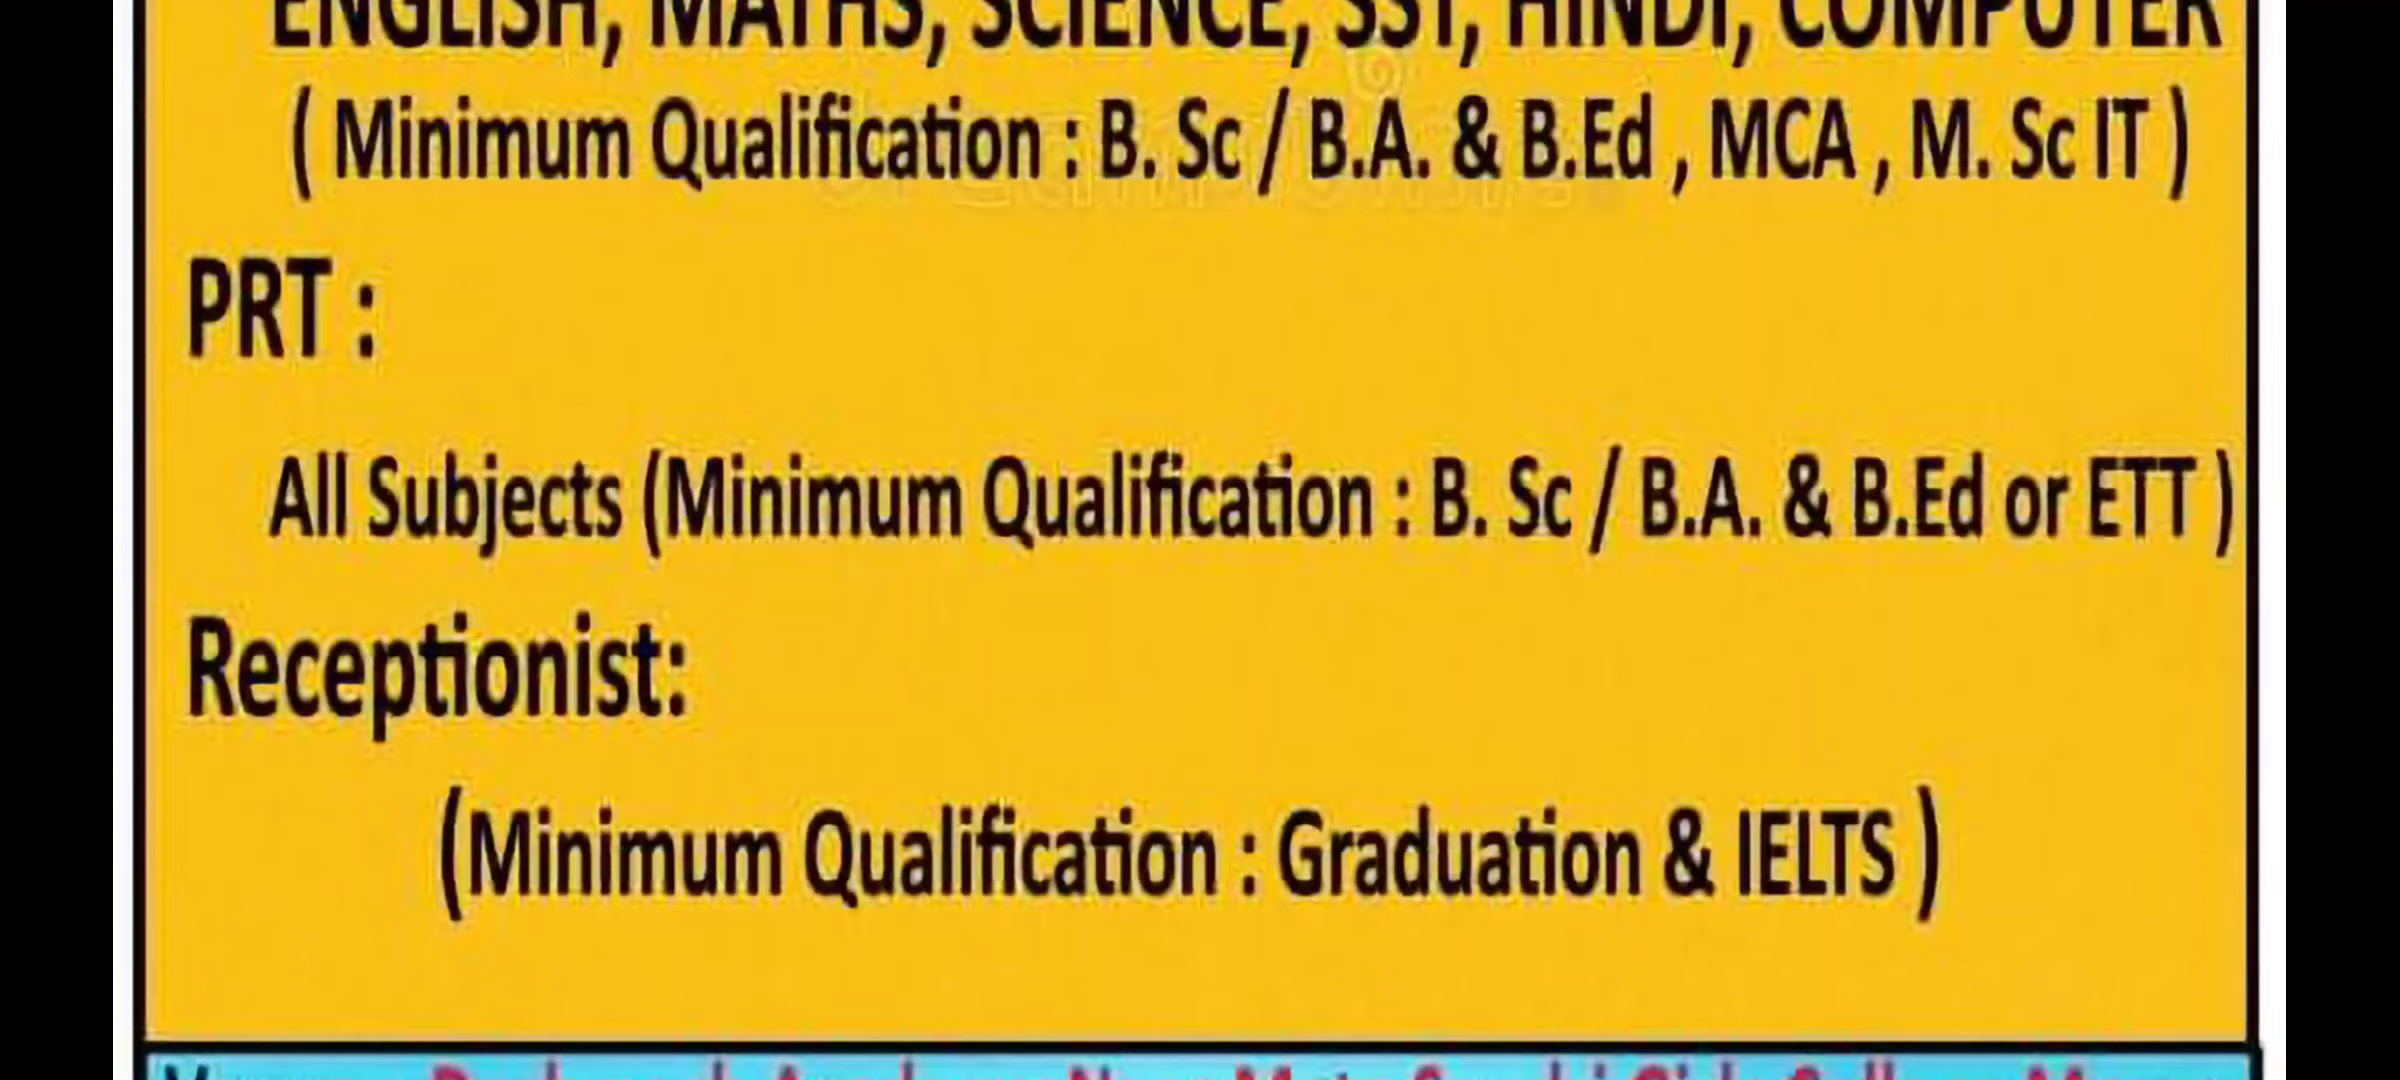 ENGLISH, MATHS, SCIENCE, SST, HINDI, COMPUTER
( Minimum Qualification : B. Sc / B.A. & B.Ed , MCA , M. Sc IT )
PRT :
All Subjects (Minimum Qualification : B. Sc / B.A. & B.Ed or ETT )
Receptionist:
(Minimum Qualification : Graduation & IELTS )